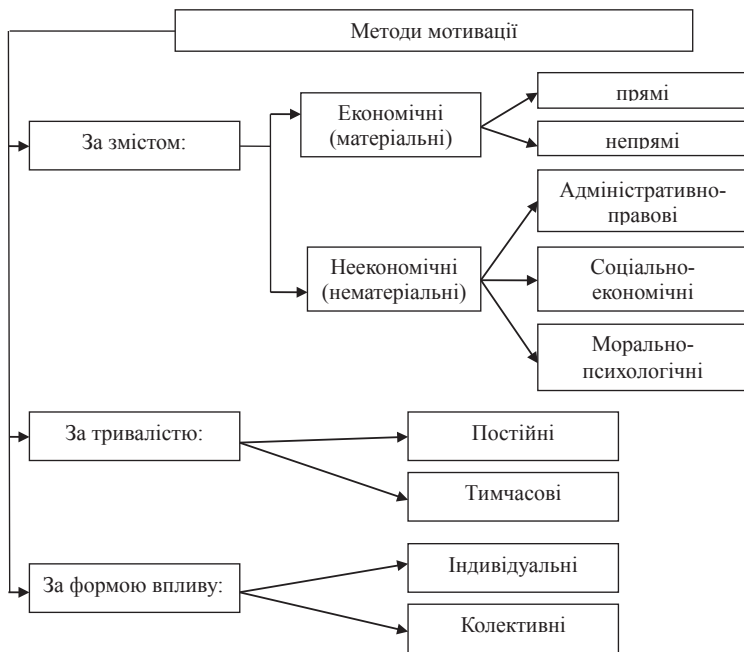 Методи мотивації
За змістом:
Економічні
(матеріальні)
прямі
непрямі
Неекономічні
(нематеріальні)
Адміністративно-
правові
Соціально-
економічні
Морально-
психологічні
За тривалістю:
Постійні
Тимчасові
За формою впливу:
Індивідуальні
Колективні